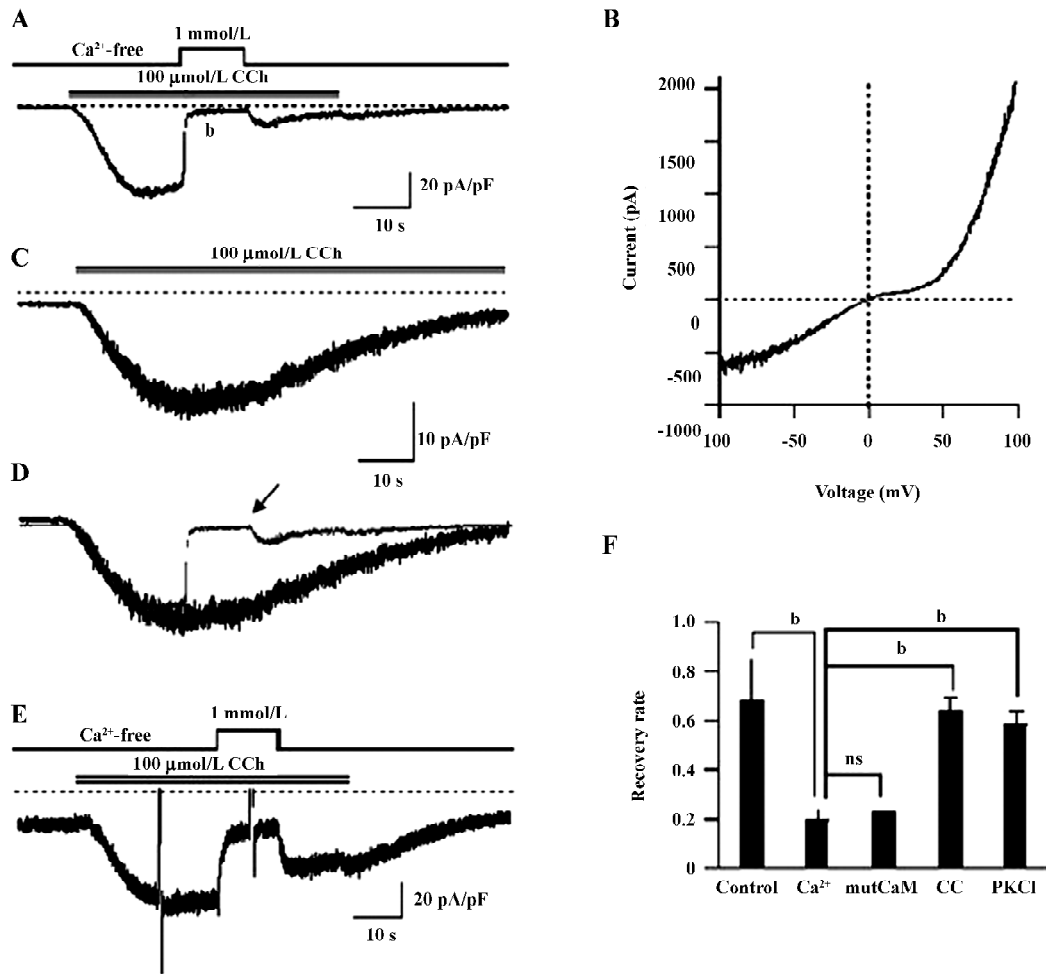 A
1 mmol/L
Ca²⁺-free
100 μmol/L CCh
b
20 pA/pF
10 s
B
2000
1500
1000
500
0
-500
-1000
Current (pA)
100
-50
0
50
100
Voltage (mV)
C
100 μmol/L CCh
10 pA/pF
10 s
D
E
1 mmol/L
Ca²⁺-free
100 μmol/L CCh
20 pA/pF
10 s
F
1.0
0.8
0.6
0.4
0.2
0
Recovery rate
b
b
b
ns
Control
Ca²⁺
mutCaM
CC
PKCI